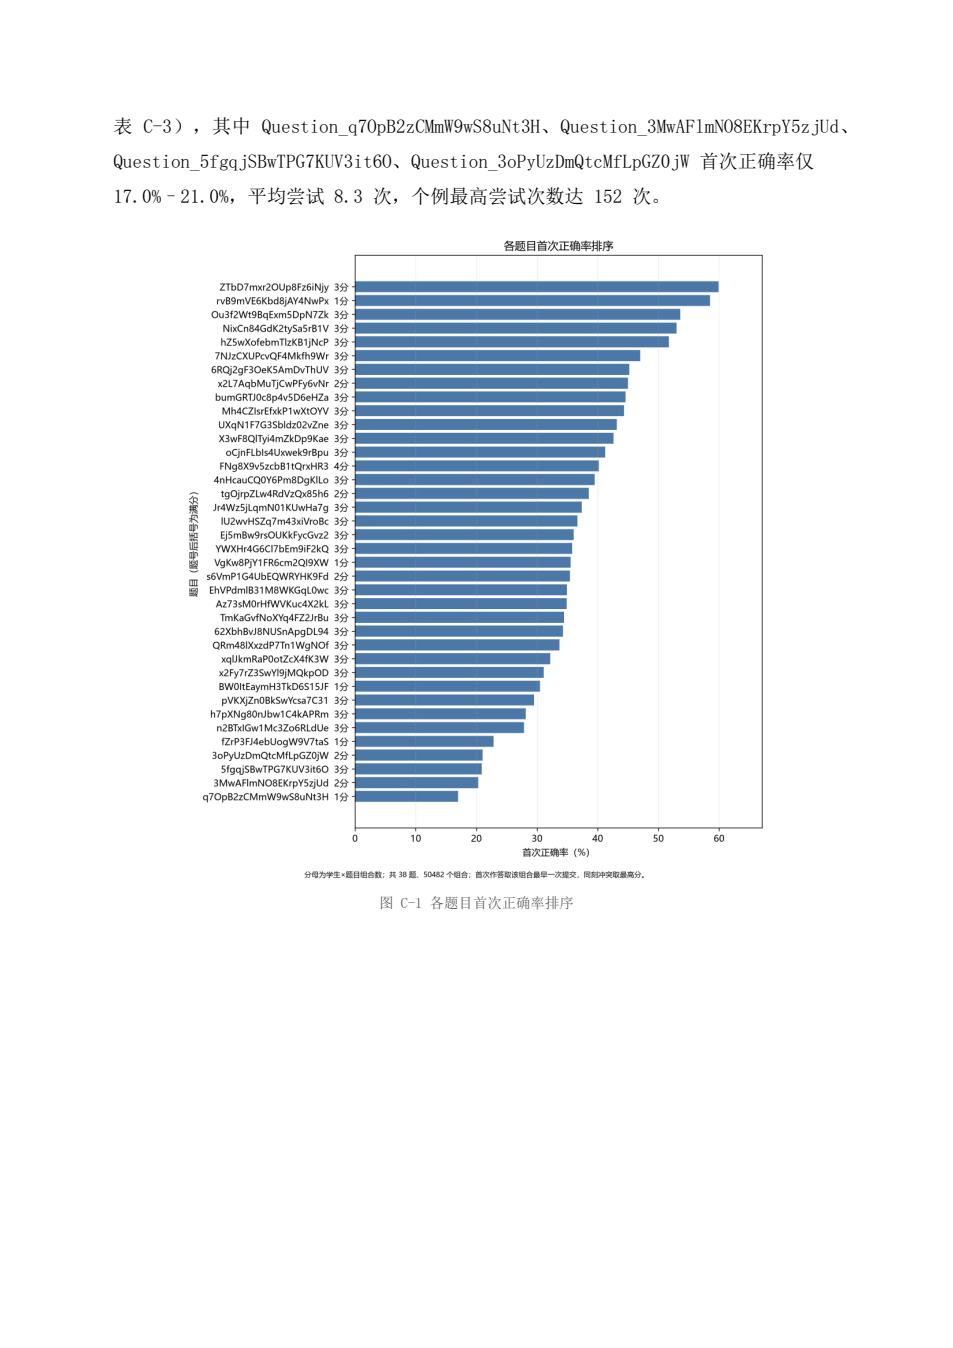 表 C-3），其中 Question_q7OpB2zCMmW9wS8uNt3H、Question_3MwAFlmNO8EKrpY5zjUd、
Question_5fgqjSBwTPG7KUV3it6O、Question_3oPyUzDmQtcMfLpGZ0jW 首次正确率仅
17.0%–21.0%，平均尝试 8.3 次，个例最高尝试次数达 152 次。
各题目首次正确率排序
题目（题号后括号为满分）
ZTbD7mxr2OUp8Fz6iNjy 3分
rvB9mVE6Kbd8jAY4NwPx 1分
Ou3f2Wt9BqExm5DpN7Zk 3分
NixCn84GdK2tySa5rB1V 3分
hZ5wXofebmTlzKB1jNcP 3分
7NJzCXUPcvQF4Mkfh9Wr 3分
6RQj2gF3OeK5AmDvThUV 3分
x2L7AqbMuTjCwPFy6vNr 2分
bumGRTJ0c8p4v5D6eHZa 3分
Mh4CZIsrEfxkP1wXtOYV 3分
UXqN1F7G3Sbldz02vZne 3分
X3wF8QlTyi4mZkDp9Kae 3分
oCjnFLbIs4Uxwek9rBpu 3分
FNg8X9v5zcbB1tQrxHR3 4分
4nHcauCQ0Y6Pm8DgKlLo 3分
tgOjrpZLw4RdVzQx85h6 2分
Jr4Wz5jLqmN01KUwHa7g 3分
lU2wvHSZq7m43xiVroBc 3分
Ej5mBw9rsOUKkFycGvz2 3分
YWXHr4G6Cl7bEm9iF2kQ 3分
VgKw8PjY1FR6cm2Ql9XW 1分
s6VmP1G4UbEQWRYHK9Fd 2分
EhVPdmlB31M8WKGqL0wc 3分
Az73sM0rHfWVKuc4X2kL 3分
TmKaGvfNoXYq4FZ2JrBu 3分
62XbhBvJ8NUSnApgDL94 3分
QRm48lXxzdP7Tn1WgNOf 3分
xqlJkmRaP0otZcX4fK3W 3分
x2Fy7rZ3SwYl9jMQkpOD 3分
BW0ItEaymH3TkD6S15JF 1分
pVKXjZn0BkSwYcsa7C31 3分
h7pXNg80nJbw1C4kAPRm 3分
n2BTxIGw1Mc3Zo6RLdUe 3分
fZrP3FJ4ebUogW9V7taS 1分
3oPyUzDmQtcMfLpGZ0jW 2分
5fgqjSBwTPG7KUV3it6O 3分
3MwAFlmNO8EKrpY5zjUd 2分
q7OpB2zCMmW9wS8uNt3H 1分
0 10 20 30 40 50 60
首次正确率（%）
分母为学生×题目组合数；共 38 题、50482 个组合；首次作答取该组合最早一次提交，同刻冲突取最高分。
图 C-1 各题目首次正确率排序